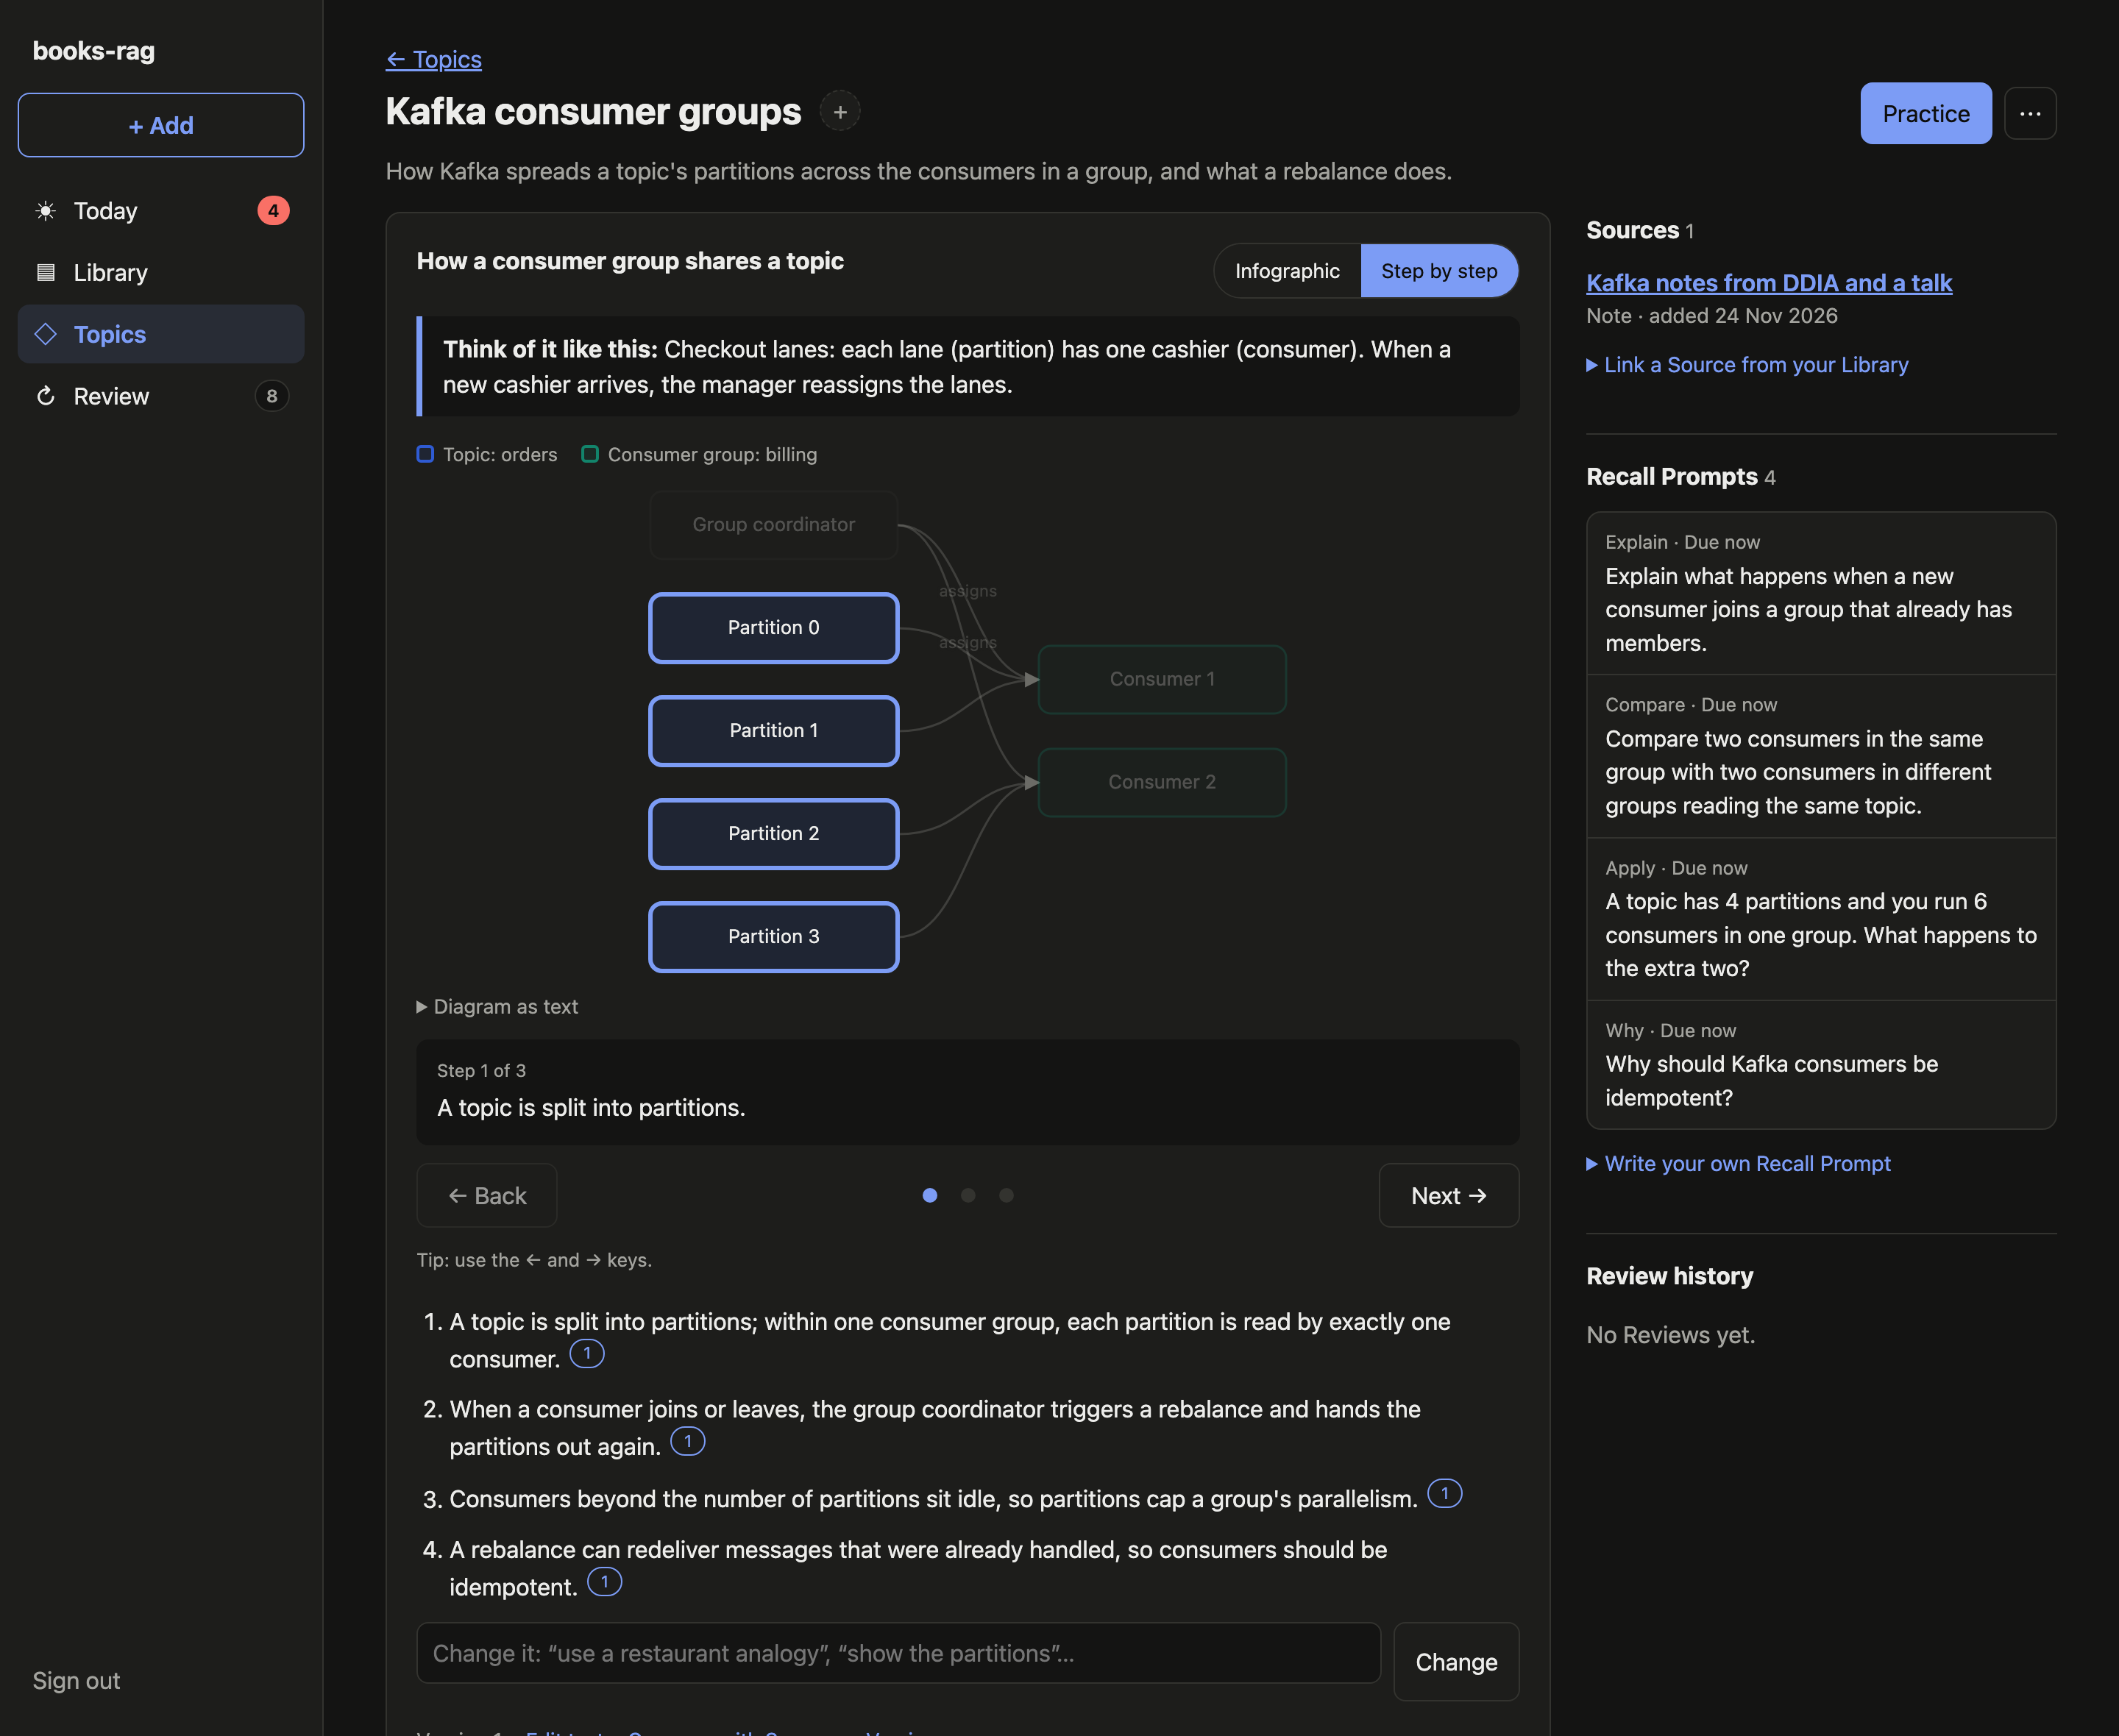 books-rag
+ Add
Today
4
Library
Topics
Review
8
Sign out
← Topics
Kafka consumer groups
+
How Kafka spreads a topic's partitions across the consumers in a group, and what a rebalance does.
Practice
...
How a consumer group shares a topic
Infographic
Step by step
Think of it like this: Checkout lanes: each lane (partition) has one cashier (consumer). When a
new cashier arrives, the manager reassigns the lanes.
Topic: orders
Consumer group: billing
Group coordinator
assigns
assigns
Partition 0
Partition 1
Partition 2
Partition 3
Consumer 1
Consumer 2
Diagram as text
Step 1 of 3
A topic is split into partitions.
← Back
Next →
Tip: use the ← and → keys.
1. A topic is split into partitions; within one consumer group, each partition is read by exactly one
consumer. 1
2. When a consumer joins or leaves, the group coordinator triggers a rebalance and hands the
partitions out again. 1
3. Consumers beyond the number of partitions sit idle, so partitions cap a group's parallelism. 1
4. A rebalance can redeliver messages that were already handled, so consumers should be
idempotent. 1
Change it: “use a restaurant analogy”, “show the partitions”...
Change
Sources 1
Kafka notes from DDIA and a talk
Note · added 24 Nov 2026
Link a Source from your Library
Recall Prompts 4
Explain · Due now
Explain what happens when a new
consumer joins a group that already has
members.
Compare · Due now
Compare two consumers in the same
group with two consumers in different
groups reading the same topic.
Apply · Due now
A topic has 4 partitions and you run 6
consumers in one group. What happens to
the extra two?
Why · Due now
Why should Kafka consumers be
idempotent?
Write your own Recall Prompt
Review history
No Reviews yet.